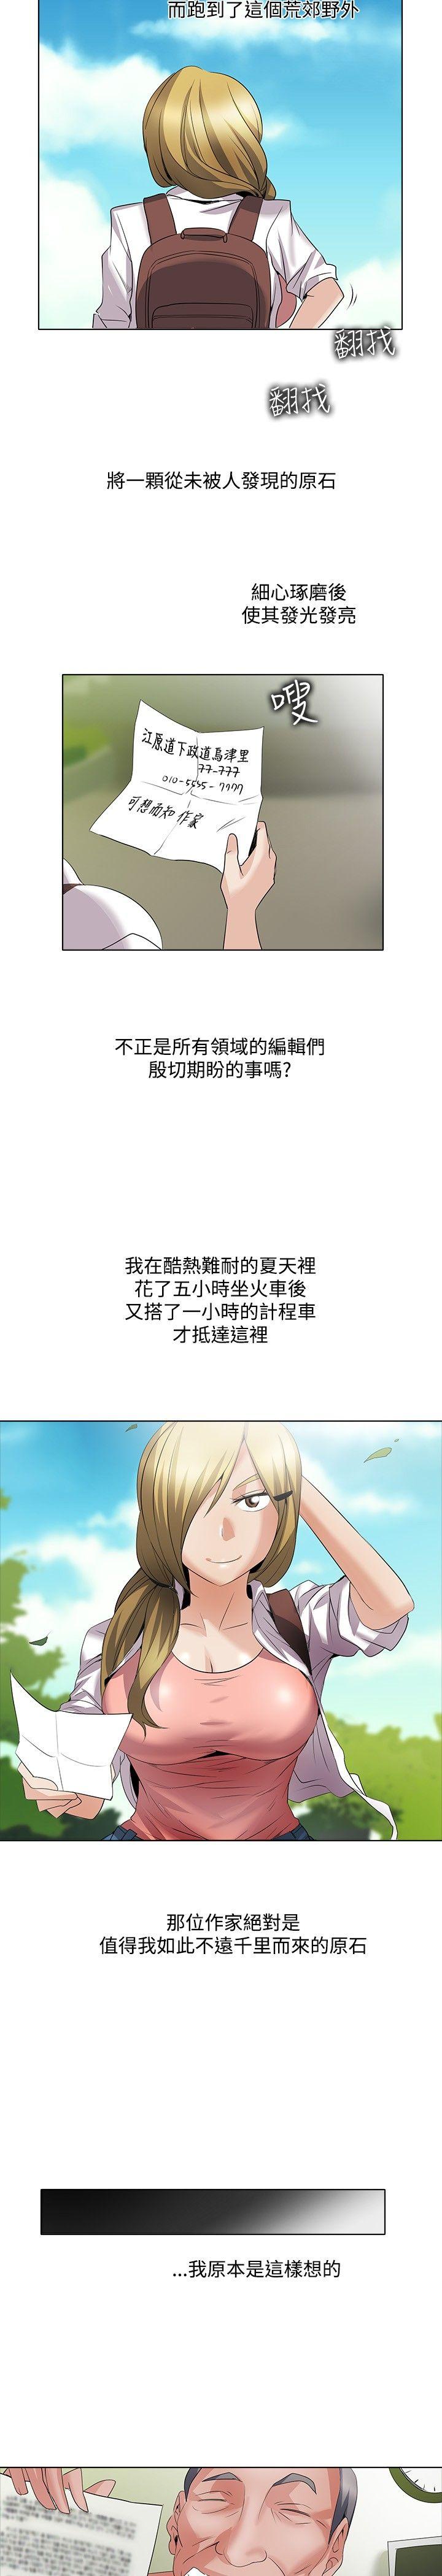 而跑到了這個荒郊野外
翻找
翻找
將一顆從未被人發現的原石
細心琢磨後
使其發光發亮
嗖
江原道下政道烏津里
77-777
010-5555-7777
可想而知 作家
不正是所有領域的編輯們
殷切期盼的事嗎?
我在酷熱難耐的夏天裡
花了五小時坐火車後
又搭了一小時的計程車
才抵達這裡
那位作家絕對是
值得我如此不遠千里而來的原石
...我原本是這樣想的